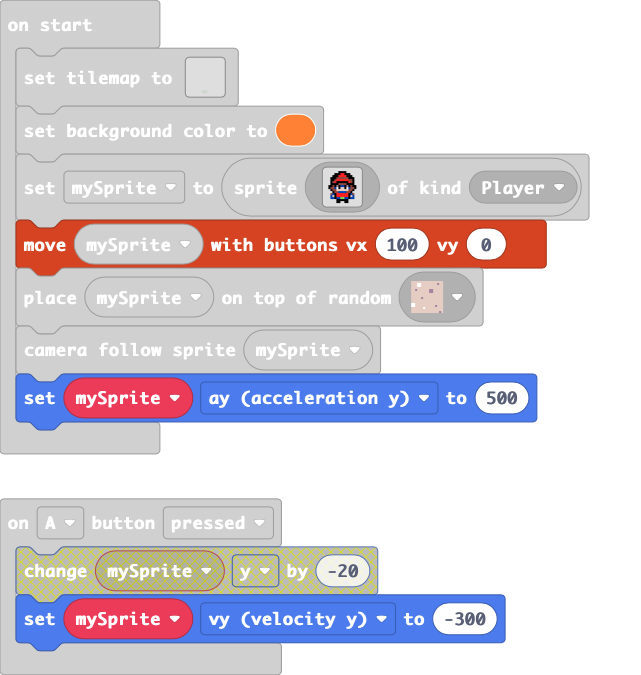 on start
set tilemap to
set background color to
set mySprite to sprite of kind Player
move mySprite with buttons vx 100 vy 0
place mySprite on top of random
camera follow sprite mySprite
set mySprite ay (acceleration y) to 500
on A button pressed
change mySprite y by -20
set mySprite vy (velocity y) to -300